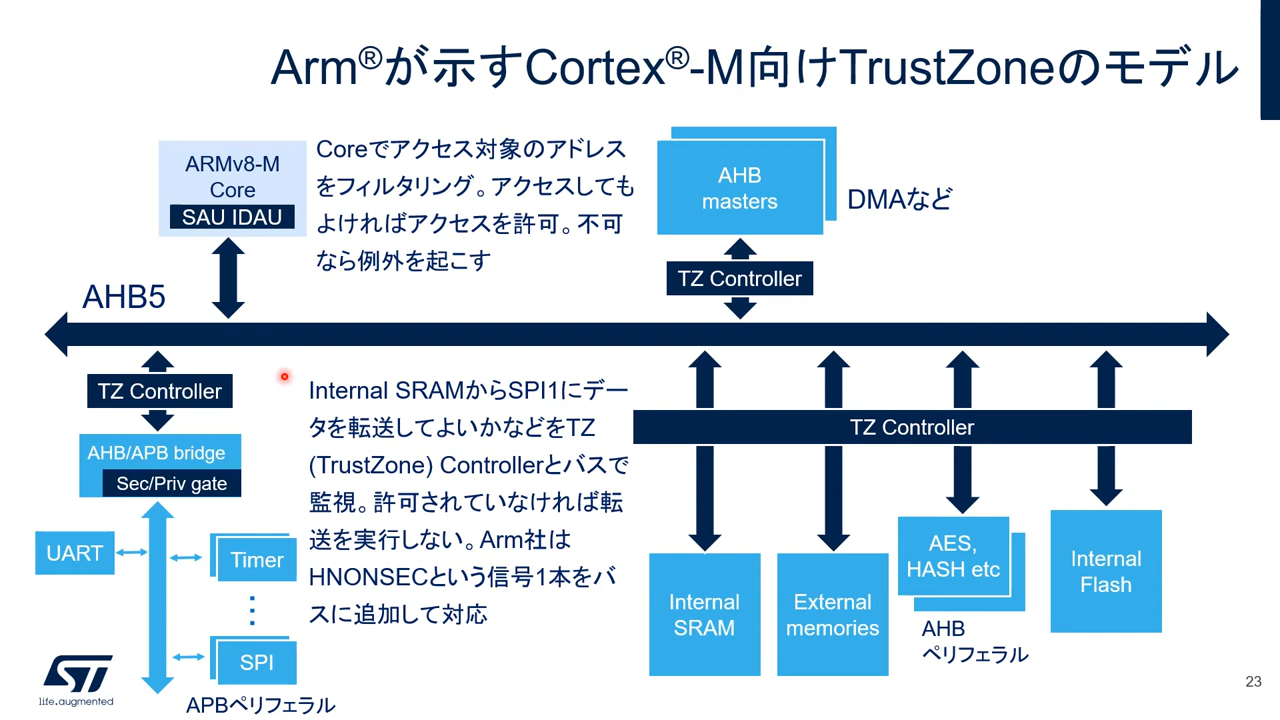 Arm®が示すCortex®-M向けTrustZoneのモデル
ARMv8-M
Core
SAU IDAU
Coreでアクセス対象のアドレス
をフィルタリング。アクセスしても
よければアクセスを許可。不可
なら例外を起こす
AHB
masters
DMAなど
TZ Controller
AHB5
TZ Controller
AHB/APB bridge
Sec/Priv gate
UART
Timer
SPI
APBペリフェラル
Internal SRAMからSPI1にデー
タを転送してよいかなどをTZ
(TrustZone) Controllerとバスで
監視。許可されていなければ転
送を実行しない。Arm社は
HNONSECという信号1本をバ
スに追加して対応
TZ Controller
Internal
SRAM
External
memories
AES,
HASH etc
AHB
ペリフェラル
Internal
Flash
ST
life.augmented
23